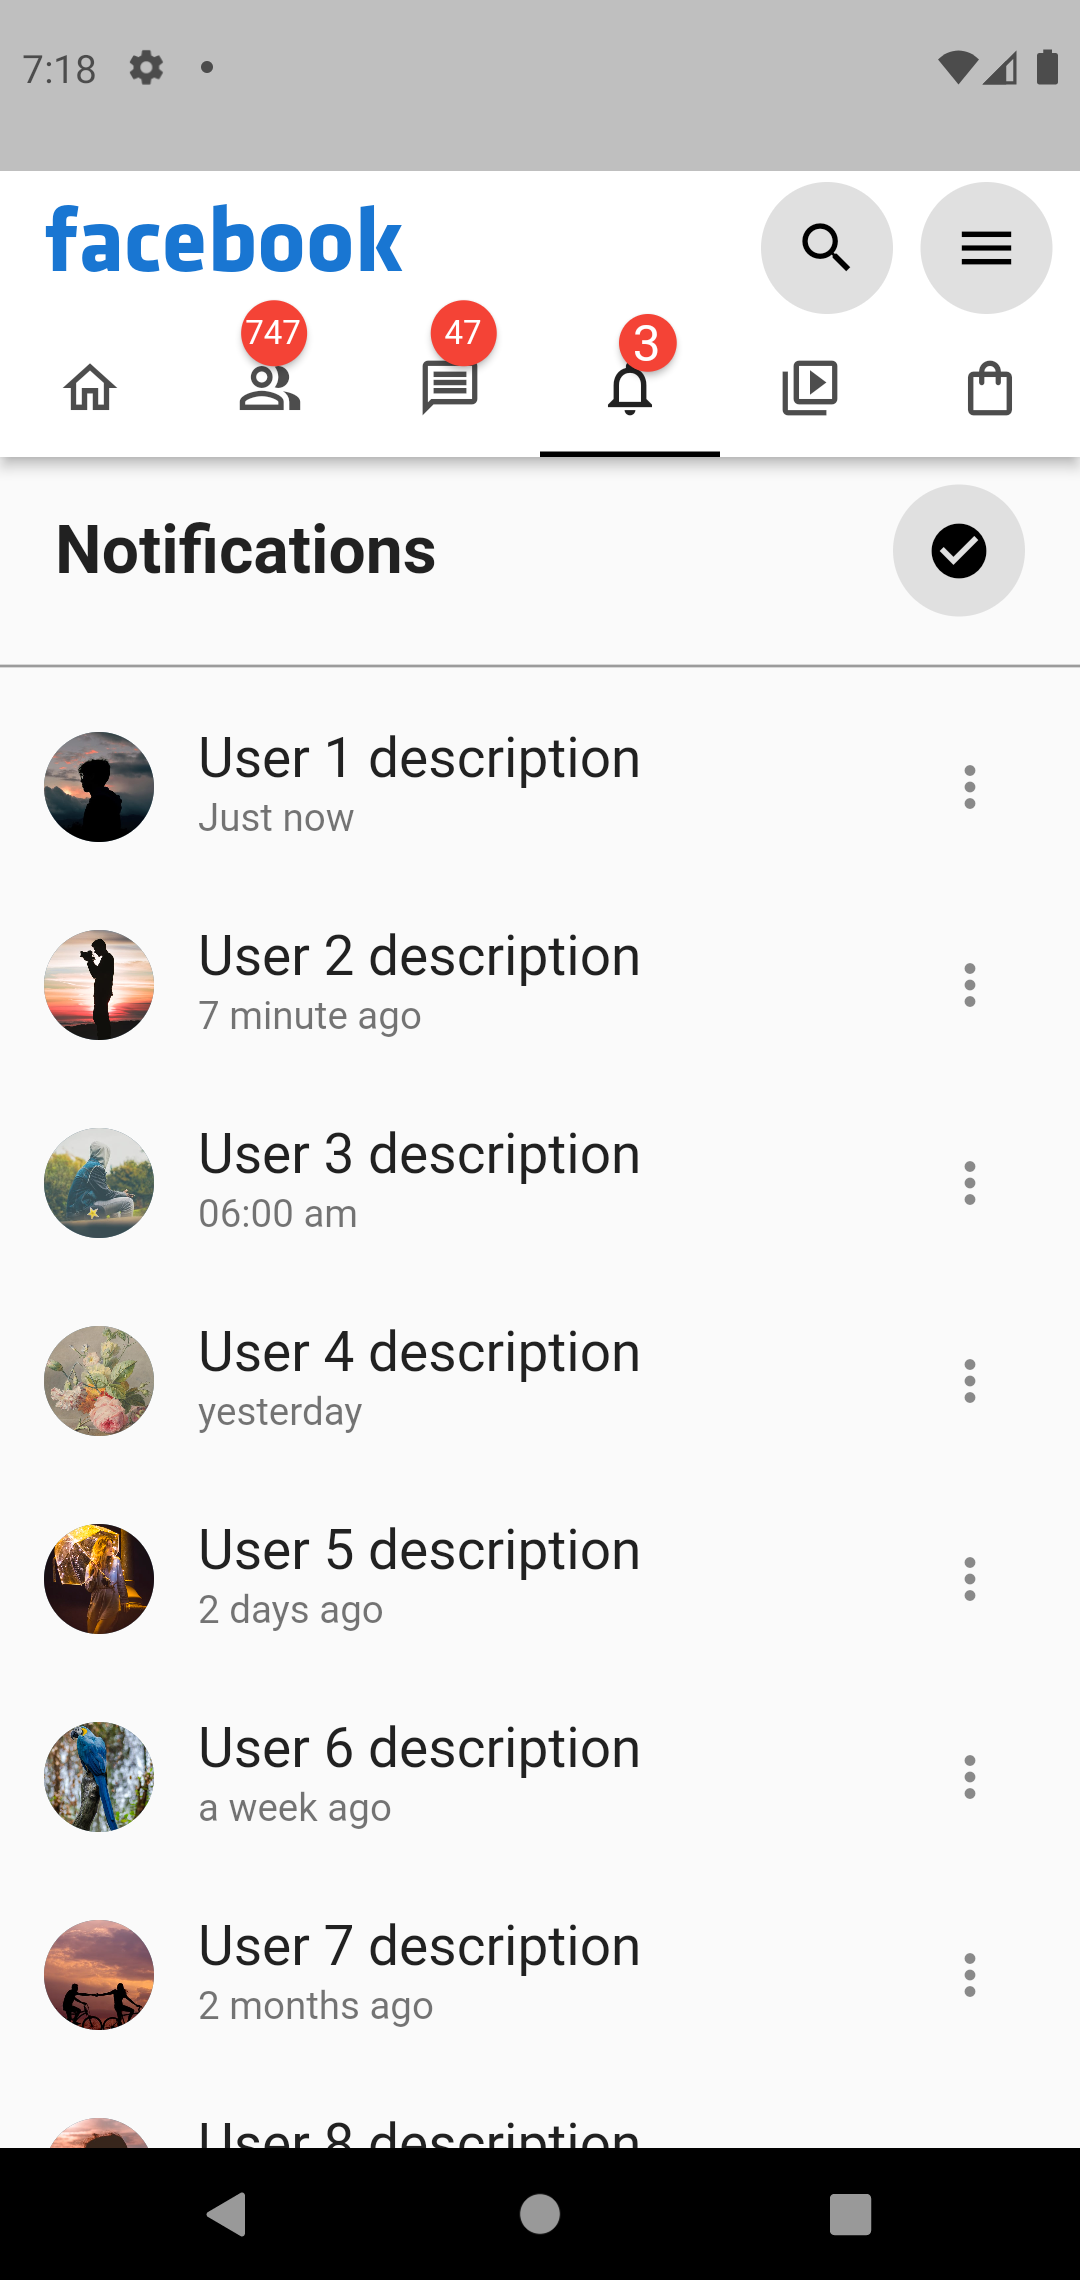 7:18
facebook
747
47
3
Notifications
User 1 description
Just now
User 2 description
7 minute ago
User 3 description
06:00 am
User 4 description
yesterday
User 5 description
2 days ago
User 6 description
a week ago
User 7 description
2 months ago
User 8 description